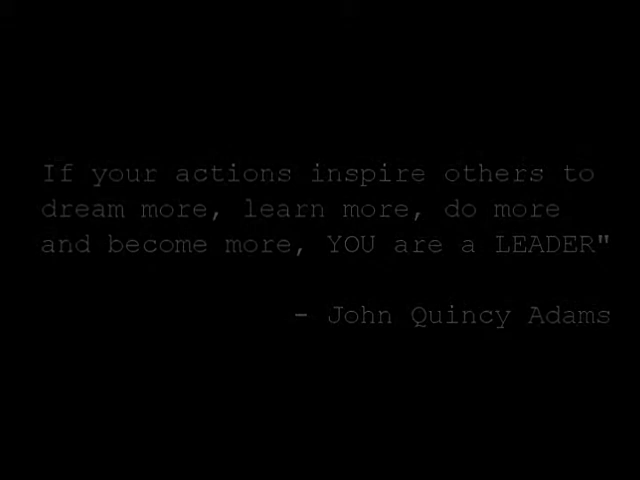 If your actions inspire others to
dream more, learn more, do more
and become more, YOU are a LEADER"
- John Quincy Adams